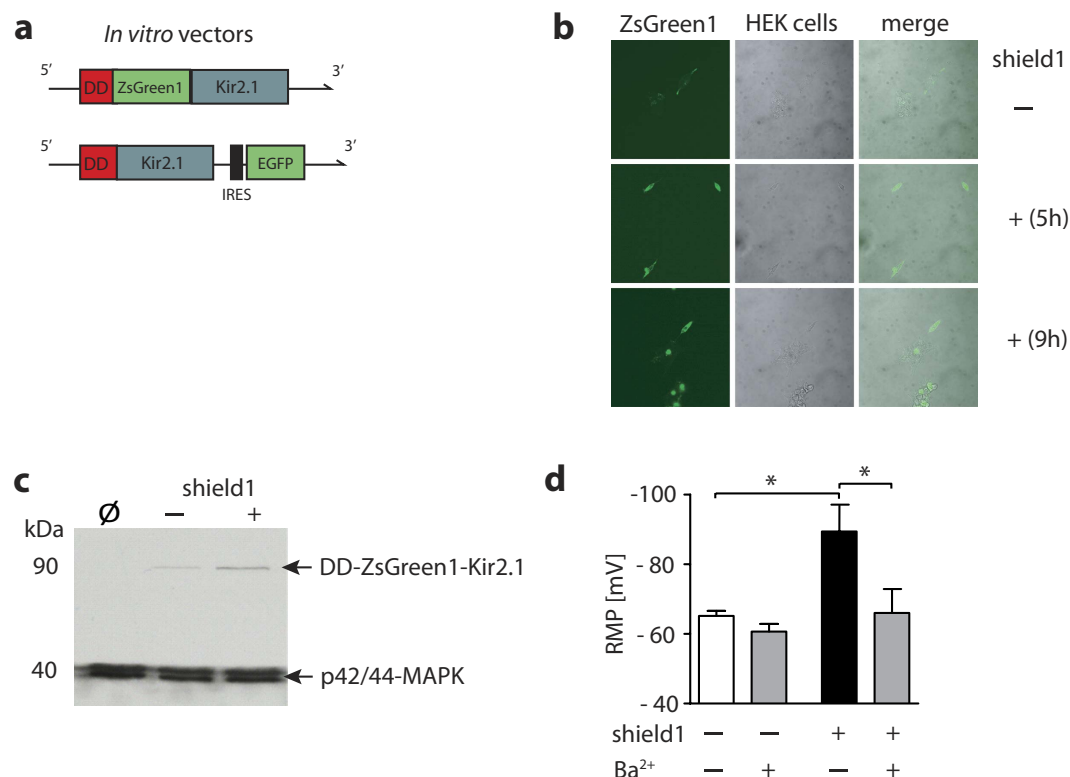 a
In vitro vectors
5′ 3′
DD ZsGreen1 Kir2.1
5′ 3′
DD Kir2.1 EGFP
IRES
b
ZsGreen1 HEK cells merge
shield1
–
+ (5h)
+ (9h)
c
shield1
kDa Ø – +
90 DD-ZsGreen1-Kir2.1
40 p42/44-MAPK
d
* *
-100
- 80
- 60
- 40
RMP [mV]
shield1 – – + +
Ba²⁺ – + – +